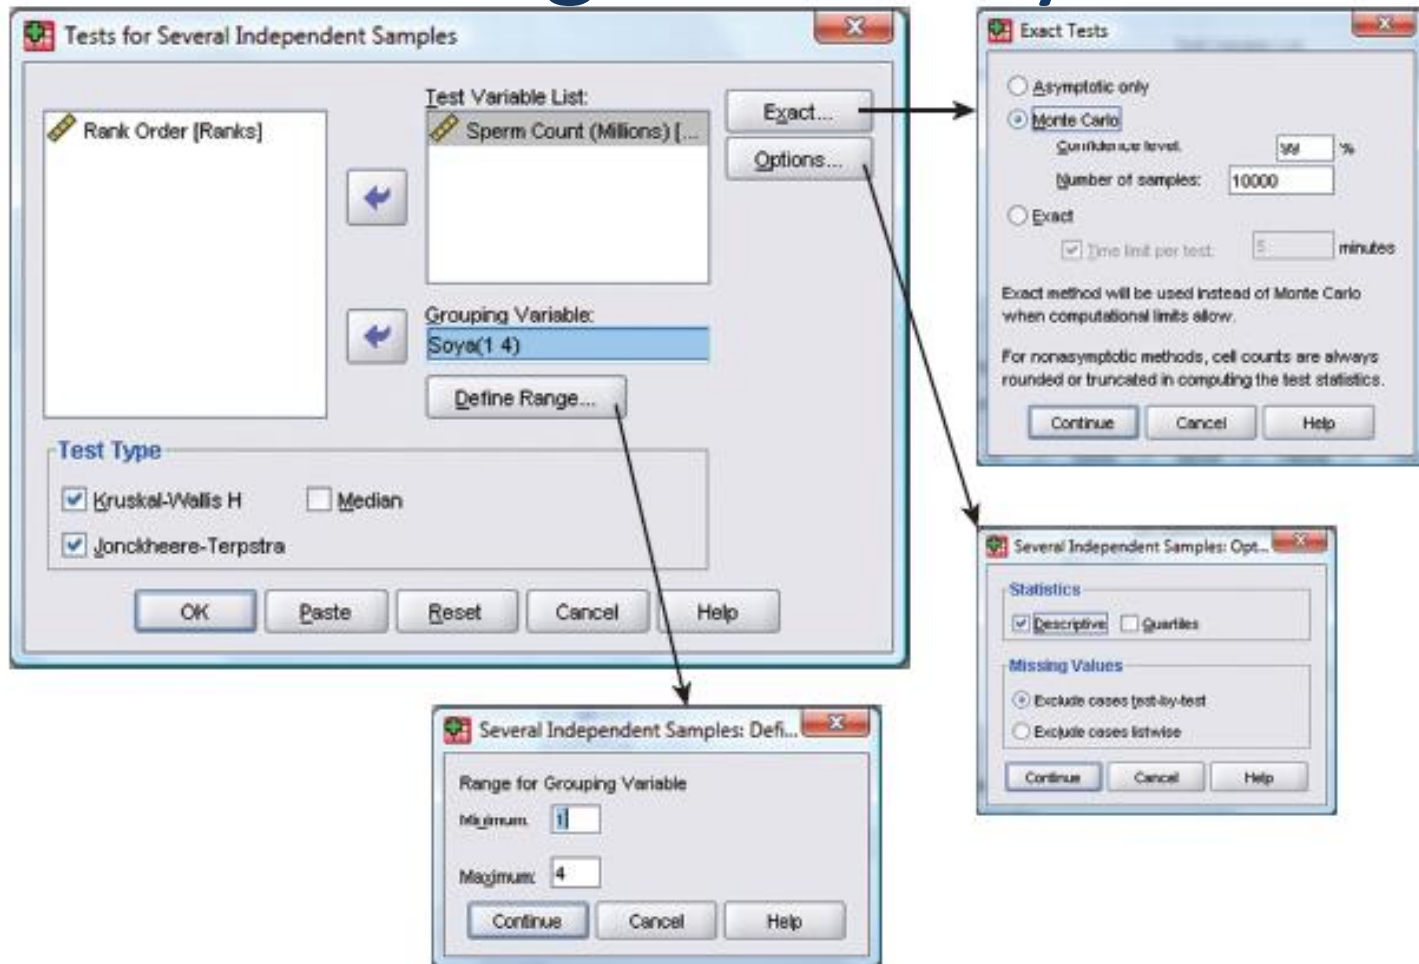 Tests for Several Independent Samples
Rank Order [Ranks]
Test Variable List:
Sperm Count (Millions) [...
Exact...
Options...
Grouping Variable:
Soya(1 4)
Define Range...
Test Type
Kruskal-Wallis H
Median
Jonckheere-Terpstra
OK
Paste
Reset
Cancel
Help
Exact Tests
Asymptotic only
Monte Carlo
Confidence level:
%
Number of samples:
10000
Exact
Time limit per test:
5
minutes
Exact method will be used instead of Monte Carlo
when computational limits allow.
For nonasymptotic methods, cell counts are always
rounded or truncated in computing the test statistics.
Continue
Cancel
Help
Several Independent Samples: Opt...
Statistics
Descriptive
Quartiles
Missing Values
Exclude cases test-by-test
Exclude cases listwise
Continue
Cancel
Help
Several Independent Samples: Defi...
Range for Grouping Variable
Minimum:
1
Maximum:
4
Continue
Cancel
Help